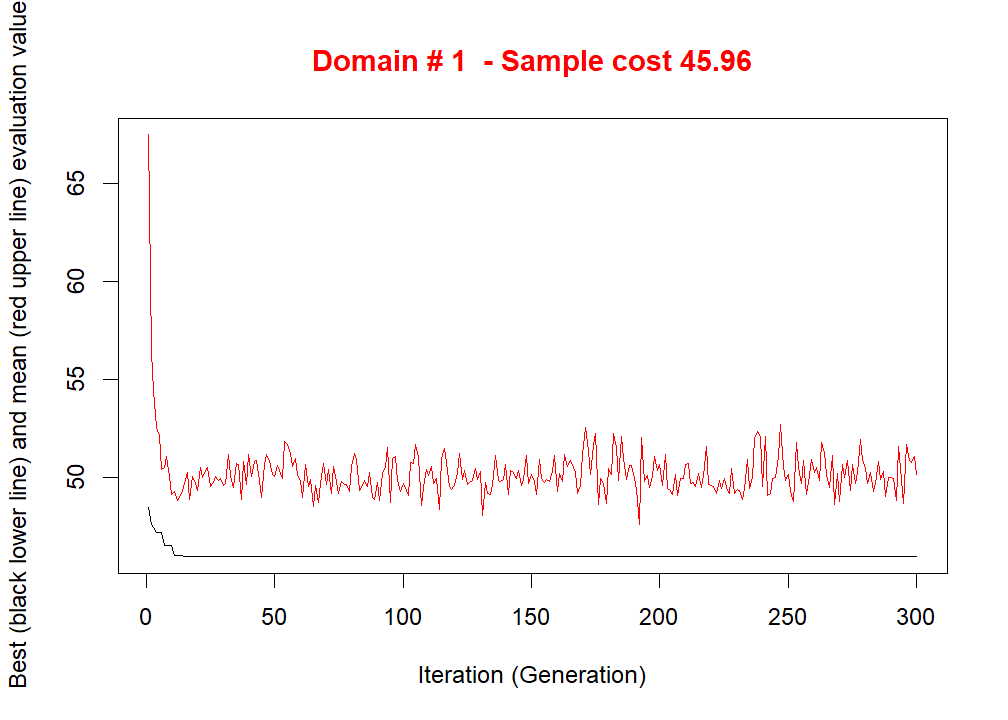 Domain # 1  - Sample cost 45.96
Best (black lower line) and mean (red upper line) evaluation value
65
60
55
50
0 50 100 150 200 250 300
Iteration (Generation)